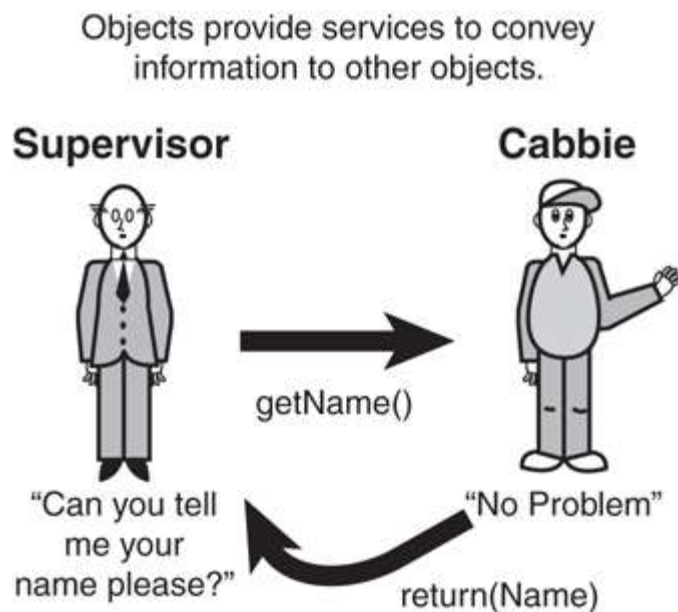 Objects provide services to convey
information to other objects.
Supervisor
Cabbie
getName()
“Can you tell
me your
name please?”
“No Problem”
return(Name)